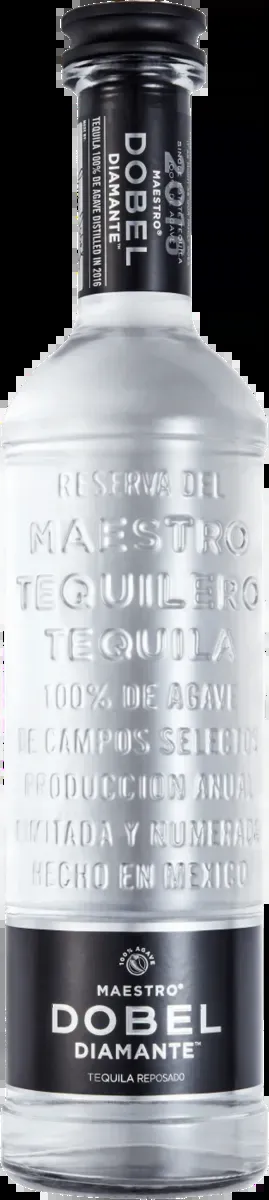 MAESTRO®
DOBEL
DIAMANTE™
TEQUILA 100% DE AGAVE DISTILLED IN 2016
2016
RESERVA DEL
MAESTRO
TEQUILERO
TEQUILA
100% DE AGAVE
DE CAMPOS SELECTOS
PRODUCCION ANUAL
LIMITADA Y NUMERADA
HECHO EN MEXICO
100% AGAVE
MAESTRO®
DOBEL
DIAMANTE™
TEQUILA REPOSADO